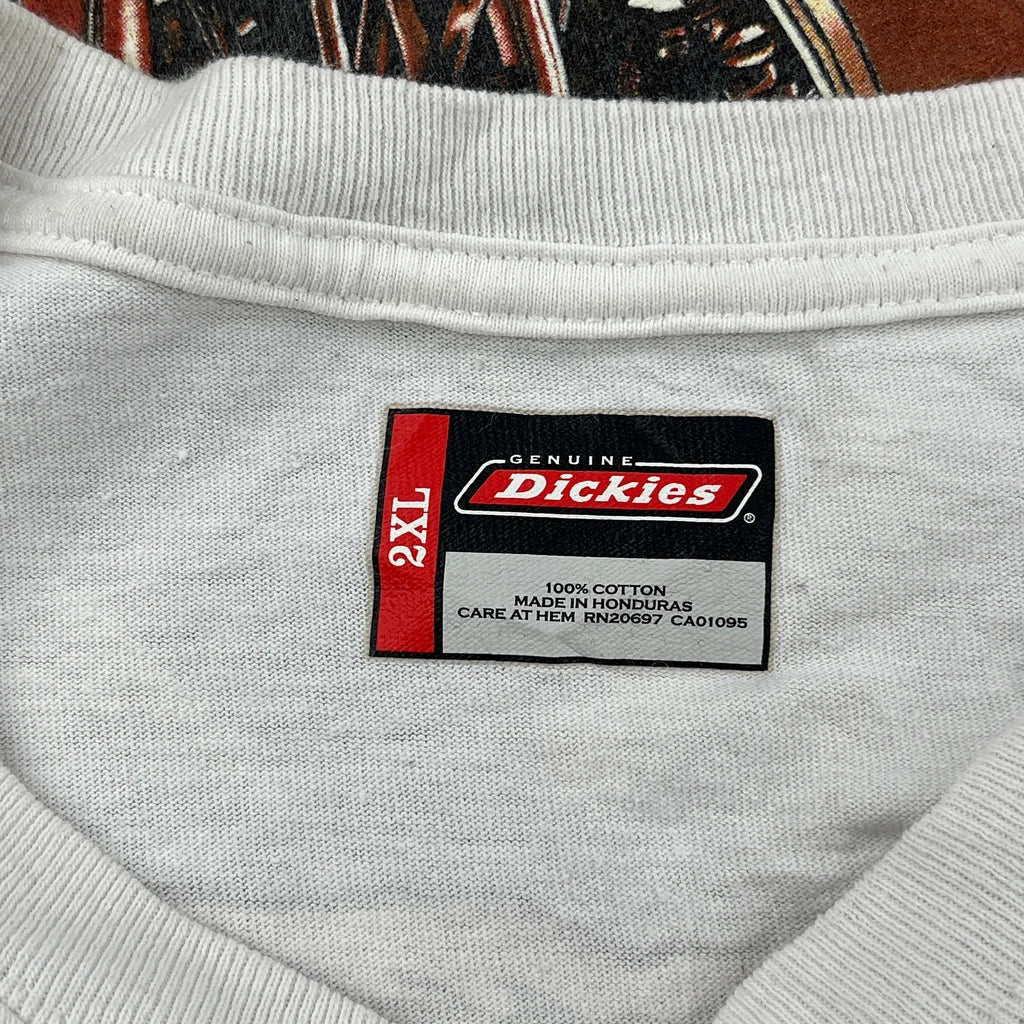 2XL
GENUINE
Dickies
®
100% COTTON
MADE IN HONDURAS
CARE AT HEM RN20697 CA01095